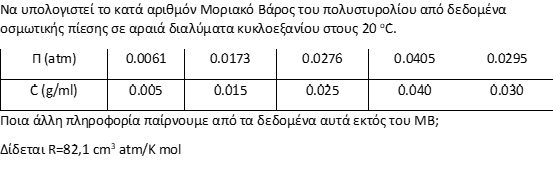 Να υπολογιστεί το κατά αριθμόν Μοριακό Βάρος του πολυστυρολίου από δεδομένα
οσμωτικής πίεσης σε αραιά διαλύματα κυκλοεξανίου στους 20 °C.
Π (atm) 0.0061 0.0173 0.0276 0.0405 0.0295
C (g/ml) 0.005 0.015 0.025 0.040 0.030
Ποια άλλη πληροφορία παίρνουμε από τα δεδομένα αυτά εκτός του ΜΒ;
Δίδεται R=82,1 cm³ atm/K mol